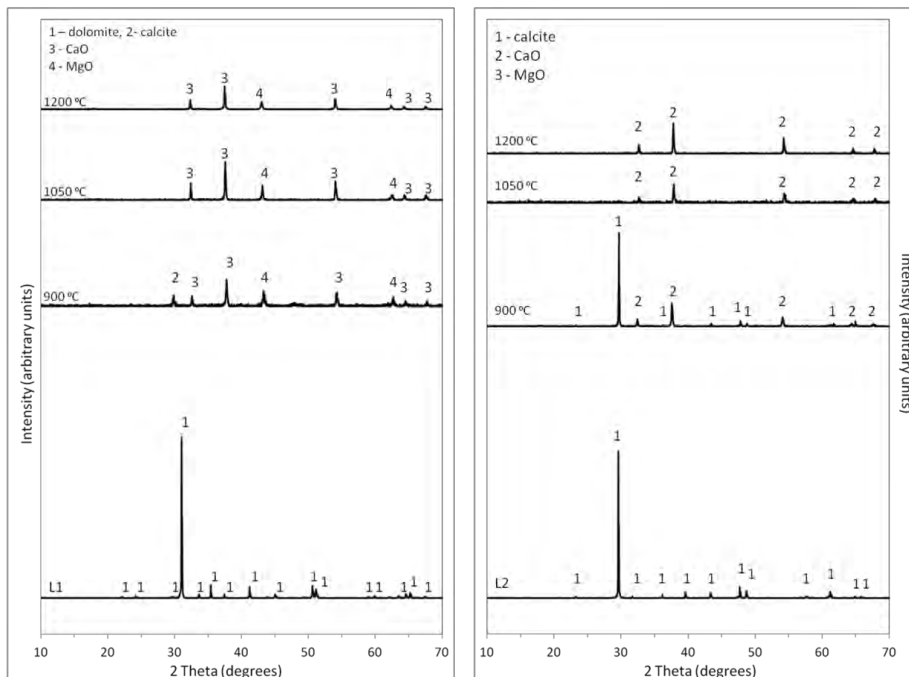 1 – dolomite, 2- calcite
3 - CaO
4 - MgO
1200 ºC
3 3 4 3 4 3 3
1050 ºC
3 3 4 3 4 3 3
900 ºC
2 3 3 4 3 4 3 3
L1
1 1 1 1 1 1 1 1 1 1 1 1 1 1 1 1 1
Intensity (arbitrary units)
10 20 30 40 50 60 70
2 Theta (degrees)
1 - calcite
2 - CaO
3 - MgO
1200 ºC
2 2 2 2 2
1050 ºC
2 2 2 2 2
900 ºC
1 1 2 1 2 1 1 1 2 1 2 2
L2
1 1 1 1 1 1 1 1 1 1 1
Intensity (arbitrary units)
10 20 30 40 50 60 70
2 Theta (degrees)